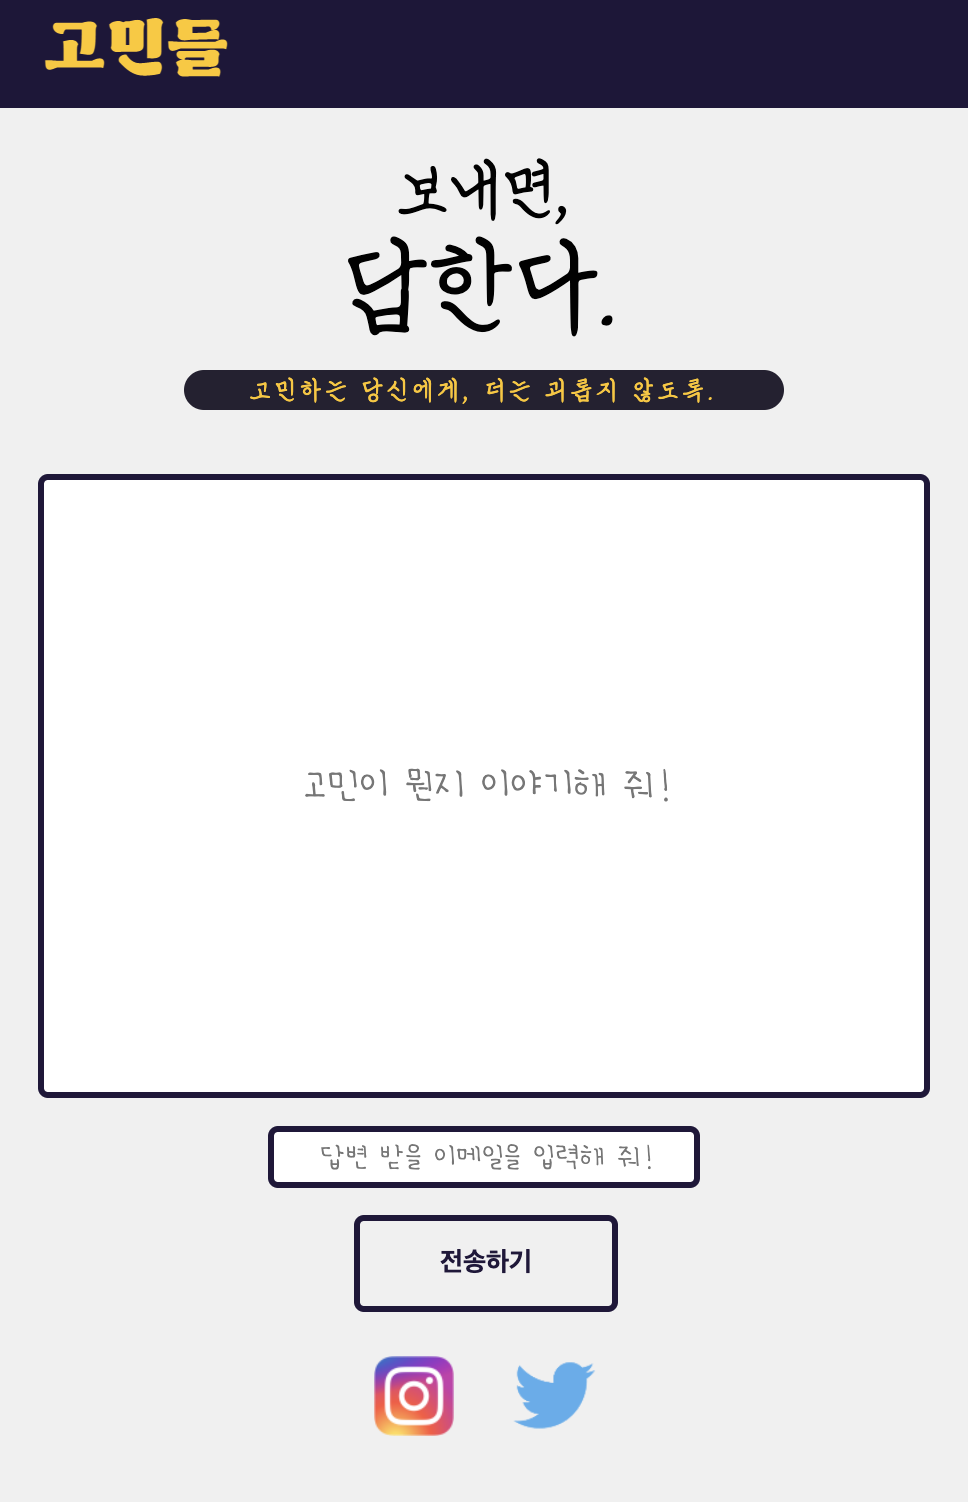 고민들
보내면,
답한다.
고민하는 당신에게, 더는 괴롭지 않도록.
고민이 뭔지 이야기해 줘!
답변 받을 이메일을 입력해 줘!
전송하기